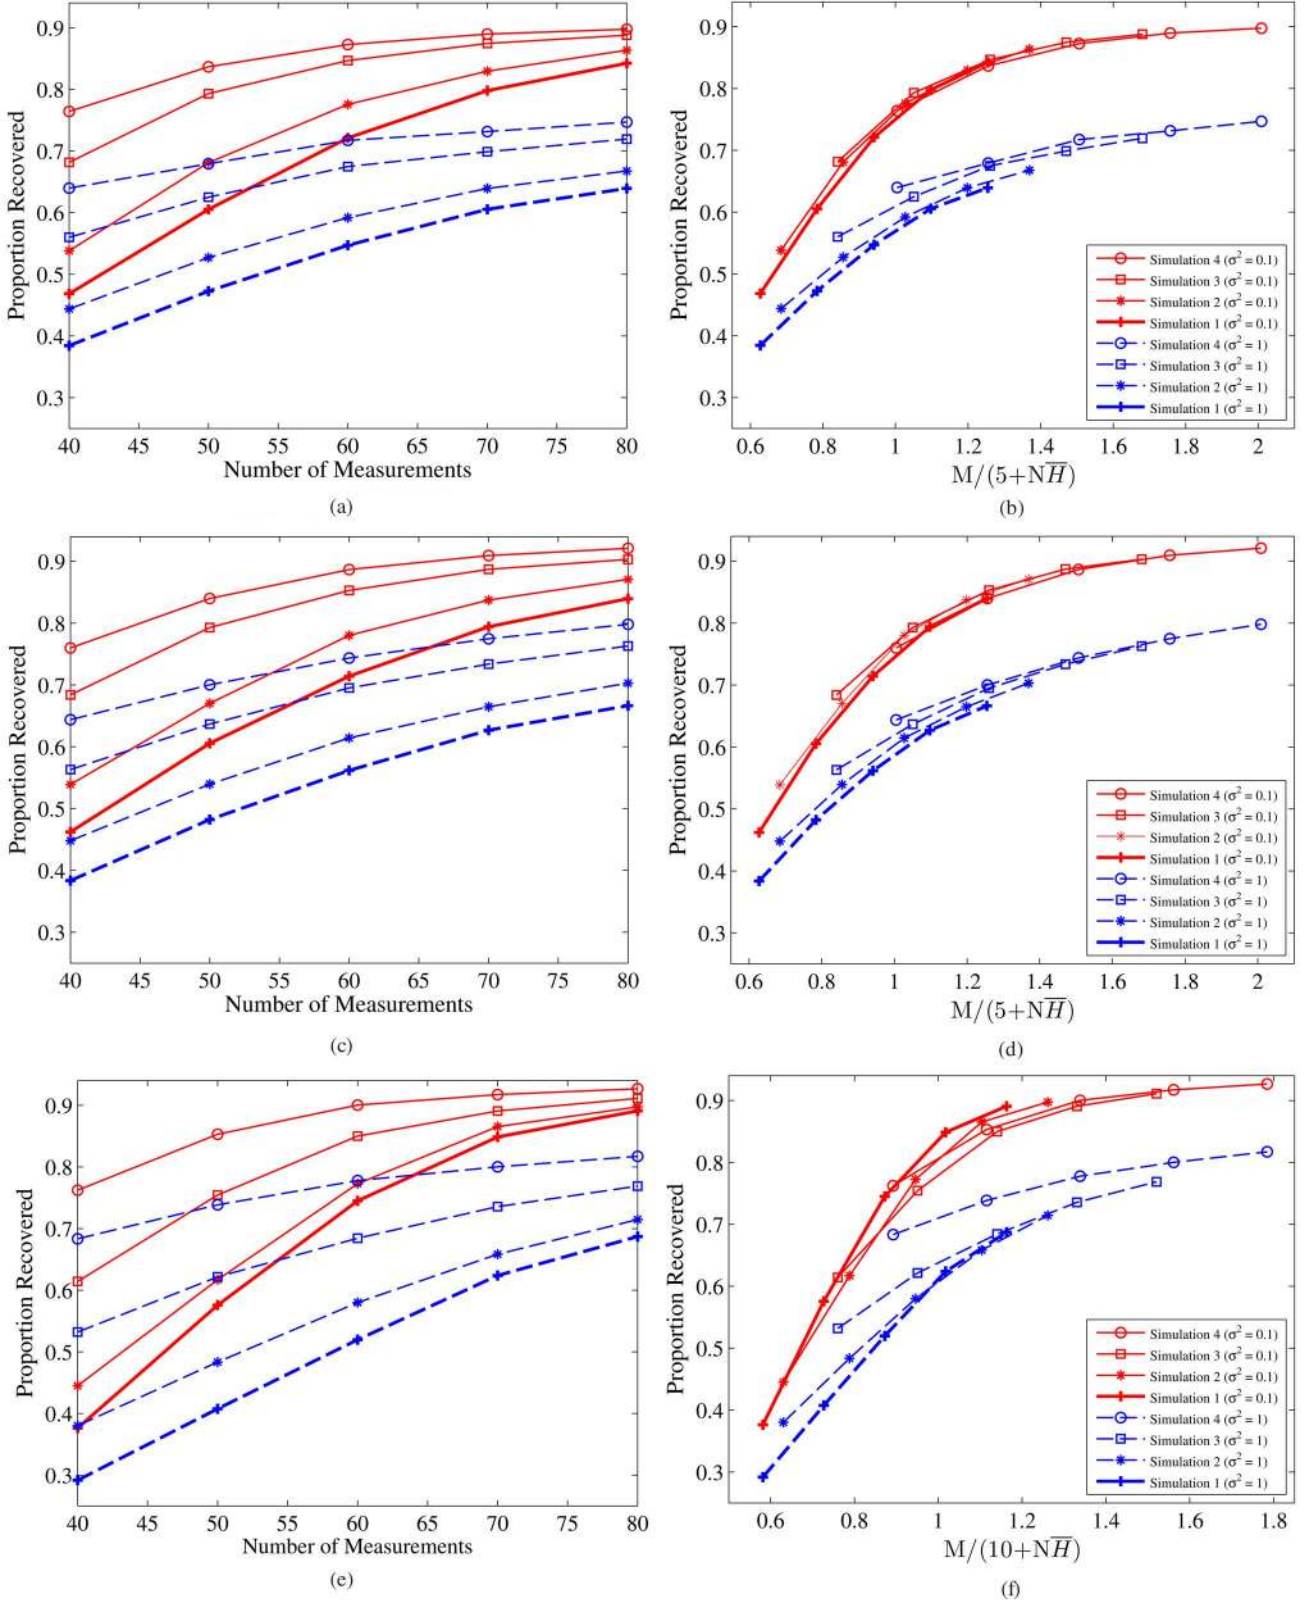 Proportion Recovered
0.9
0.8
0.7
0.6
0.5
0.4
0.3
40 45 50 55 60 65 70 75 80
Number of Measurements
(a)
Proportion Recovered
0.9
0.8
0.7
0.6
0.5
0.4
0.3
Simulation 4 (σ² = 0.1)
Simulation 3 (σ² = 0.1)
Simulation 2 (σ² = 0.1)
Simulation 1 (σ² = 0.1)
Simulation 4 (σ² = 1)
Simulation 3 (σ² = 1)
Simulation 2 (σ² = 1)
Simulation 1 (σ² = 1)
0.6 0.8 1 1.2 1.4 1.6 1.8 2
M/(5+NH̅)
(b)
Proportion Recovered
0.9
0.8
0.7
0.6
0.5
0.4
0.3
40 45 50 55 60 65 70 75 80
Number of Measurements
(c)
Proportion Recovered
0.9
0.8
0.7
0.6
0.5
0.4
0.3
Simulation 4 (σ² = 0.1)
Simulation 3 (σ² = 0.1)
Simulation 2 (σ² = 0.1)
Simulation 1 (σ² = 0.1)
Simulation 4 (σ² = 1)
Simulation 3 (σ² = 1)
Simulation 2 (σ² = 1)
Simulation 1 (σ² = 1)
0.6 0.8 1 1.2 1.4 1.6 1.8 2
M/(5+NH̅)
(d)
Proportion Recovered
0.9
0.8
0.7
0.6
0.5
0.4
0.3
40 45 50 55 60 65 70 75 80
Number of Measurements
(e)
Proportion Recovered
0.9
0.8
0.7
0.6
0.5
0.4
0.3
Simulation 4 (σ² = 0.1)
Simulation 3 (σ² = 0.1)
Simulation 2 (σ² = 0.1)
Simulation 1 (σ² = 0.1)
Simulation 4 (σ² = 1)
Simulation 3 (σ² = 1)
Simulation 2 (σ² = 1)
Simulation 1 (σ² = 1)
0.6 0.8 1 1.2 1.4 1.6 1.8
M/(10+NH̅)
(f)